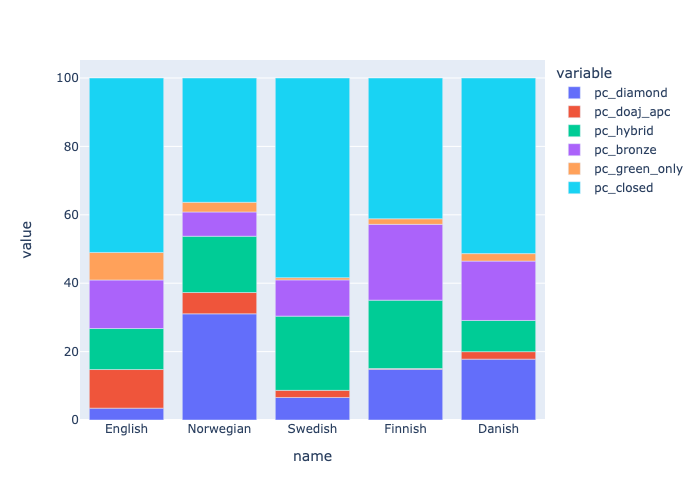 100
80
60
40
20
0
value
English Norwegian Swedish Finnish Danish
name
variable
pc_diamond
pc_doaj_apc
pc_hybrid
pc_bronze
pc_green_only
pc_closed